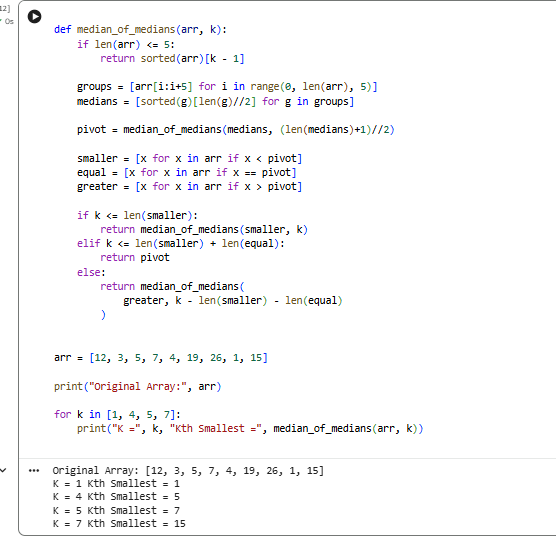 12]
0s
def median_of_medians(arr, k):
    if len(arr) <= 5:
        return sorted(arr)[k - 1]

    groups = [arr[i:i+5] for i in range(0, len(arr), 5)]
    medians = [sorted(g)[len(g)//2] for g in groups]

    pivot = median_of_medians(medians, (len(medians)+1)//2)

    smaller = [x for x in arr if x < pivot]
    equal = [x for x in arr if x == pivot]
    greater = [x for x in arr if x > pivot]

    if k <= len(smaller):
        return median_of_medians(smaller, k)
    elif k <= len(smaller) + len(equal):
        return pivot
    else:
        return median_of_medians(
            greater, k - len(smaller) - len(equal)
        )

arr = [12, 3, 5, 7, 4, 19, 26, 1, 15]

print("Original Array:", arr)

for k in [1, 4, 5, 7]:
    print("K =", k, "Kth Smallest =", median_of_medians(arr, k))

Original Array: [12, 3, 5, 7, 4, 19, 26, 1, 15]
K = 1 Kth Smallest = 1
K = 4 Kth Smallest = 5
K = 5 Kth Smallest = 7
K = 7 Kth Smallest = 15